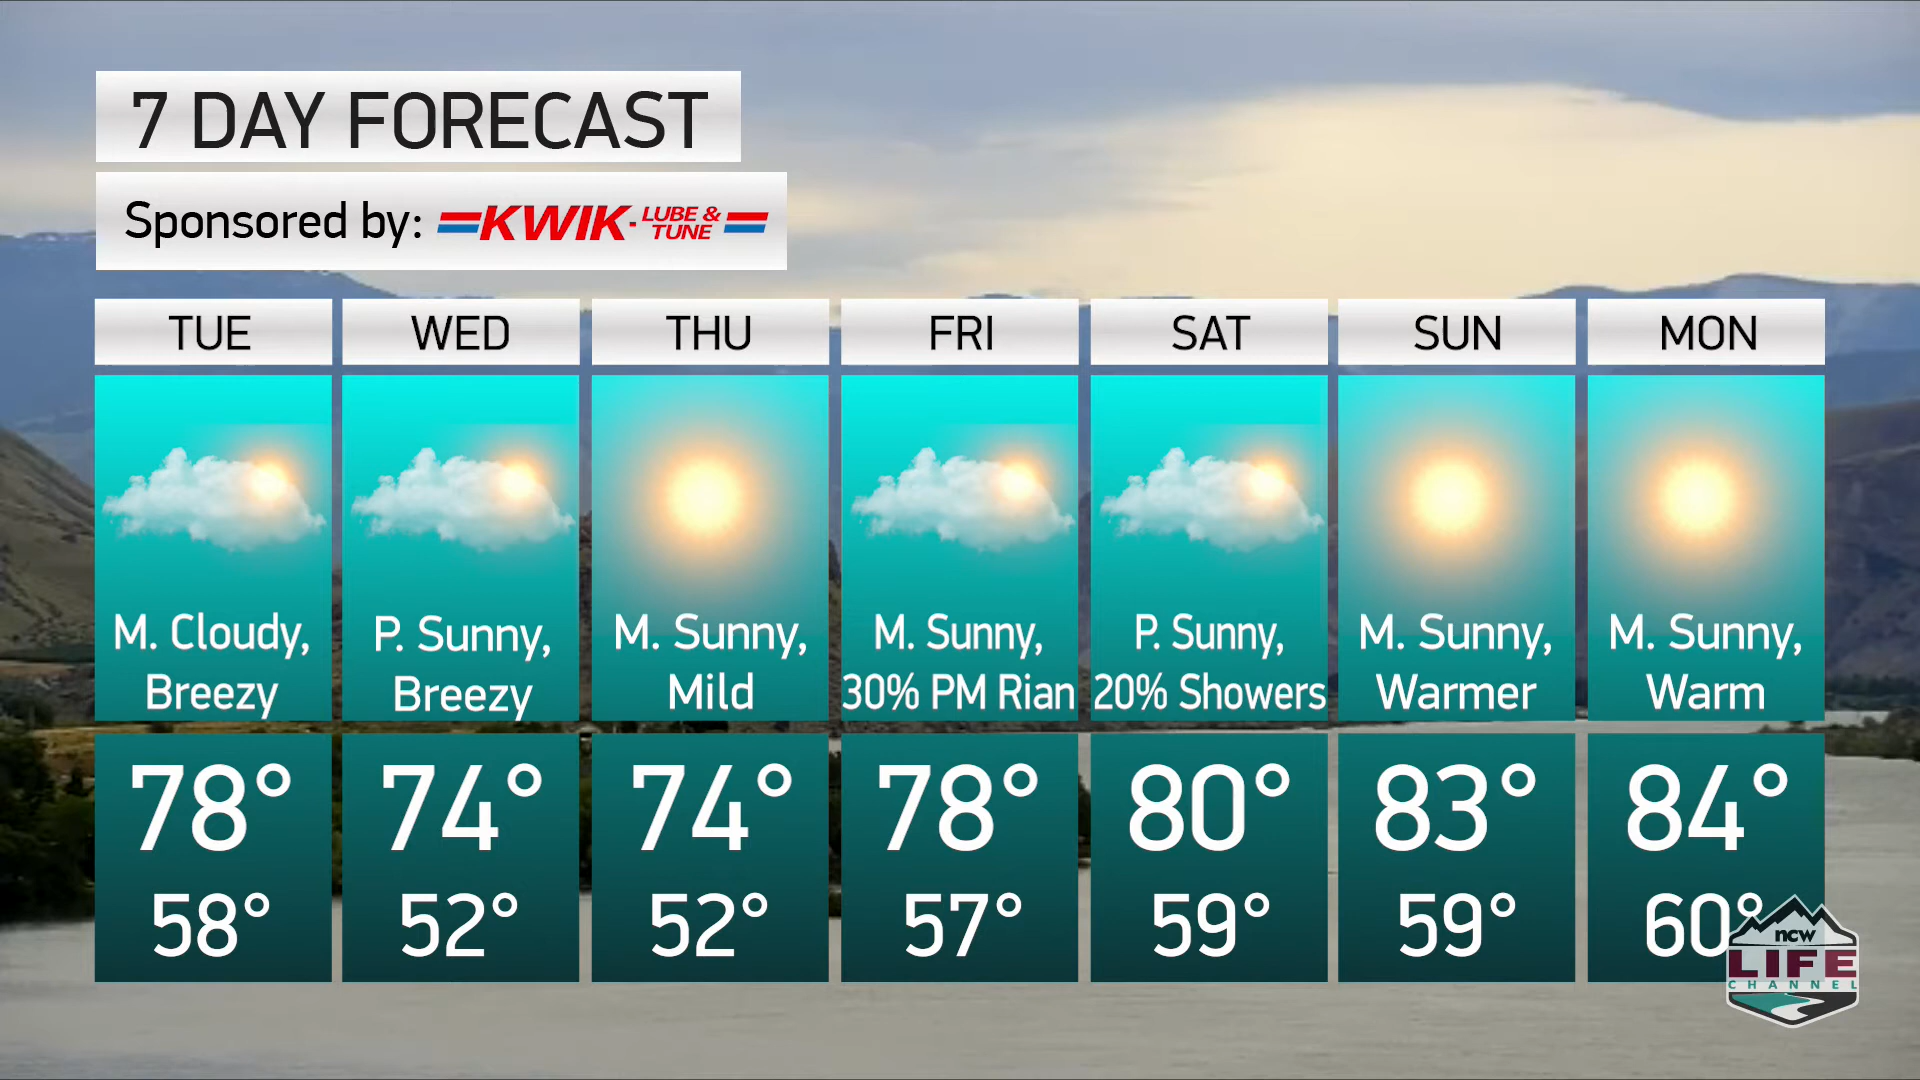 7 DAY FORECAST
Sponsored by: KWIK- LUBE & TUNE
TUE WED THU FRI SAT SUN MON
M. Cloudy, Breezy
P. Sunny, Breezy
M. Sunny, Mild
M. Sunny, 30% PM Rian
P. Sunny, 20% Showers
M. Sunny, Warmer
M. Sunny, Warm
78° 74° 74° 78° 80° 83° 84°
58° 52° 52° 57° 59° 59° 60°
ncw
LIFE
CHANNEL